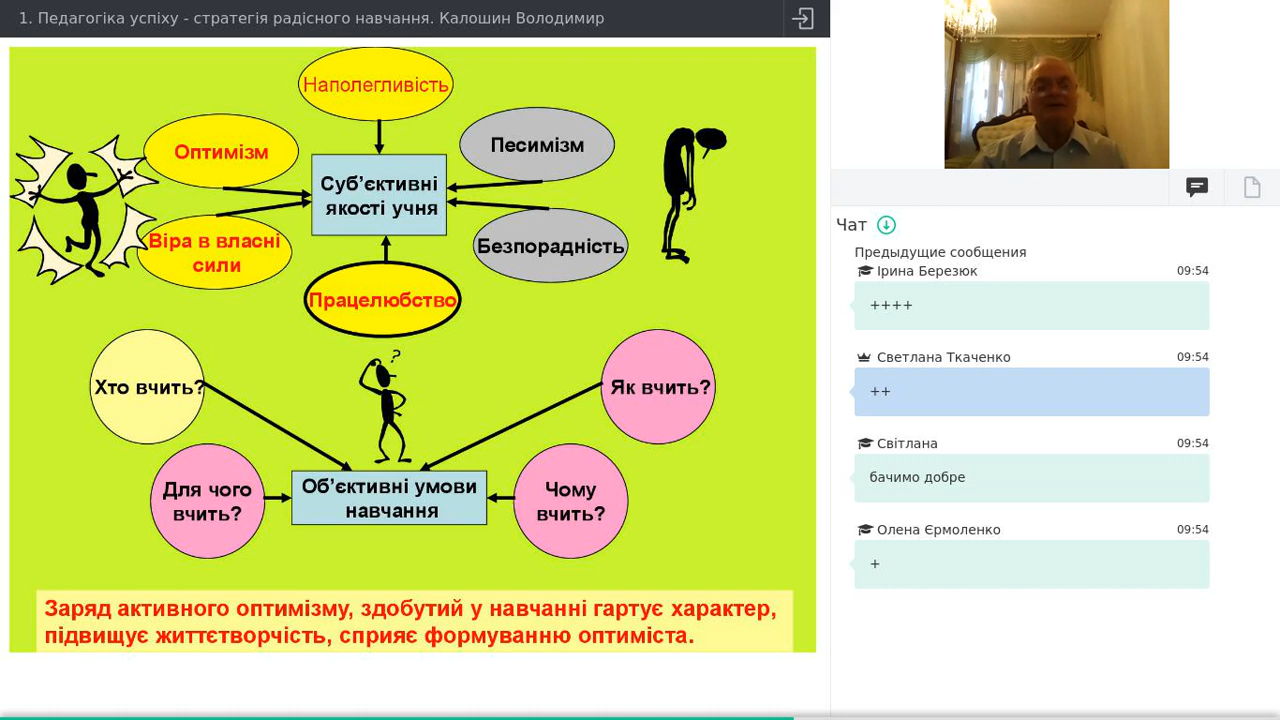 1. Педагогіка успіху - стратегія радісного навчання. Калошин Володимир
Наполегливість
Оптимізм
Песимізм
Суб’єктивні
якості учня
Віра в власні
сили
Безпорадність
Працелюбство
?
Хто вчить?
Як вчить?
Для чого
вчить?
Об’єктивні умови
навчання
Чому
вчить?
Заряд активного оптимізму, здобутий у навчанні гартує характер,
підвищує життєтворчість, сприяє формуванню оптиміста.
Чат
Предыдущие сообщения
Ірина Березюк 09:54
++++
Светлана Ткаченко 09:54
++
Світлана 09:54
бачимо добре
Олена Єрмоленко 09:54
+